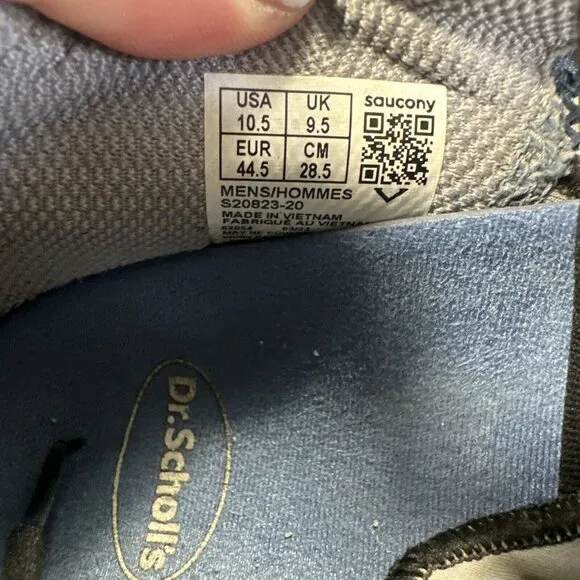 USA UK saucony
10.5 9.5
EUR CM
44.5 28.5
MENS/HOMMES
S20823-20
MADE IN VIETNAM
FABRIQUÉ AU VIETNAM
Dr.Scholl's